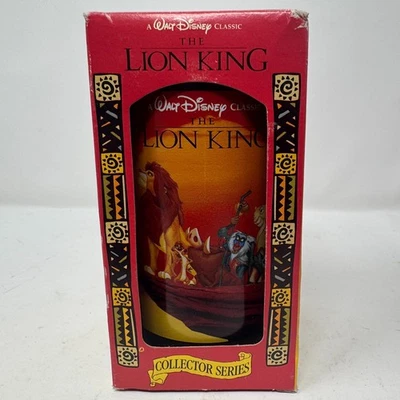 A WALT DISNEY CLASSIC
THE
LION KING
A WALT DISNEY CLASSIC
THE
LION KING
COLLECTOR SERIES